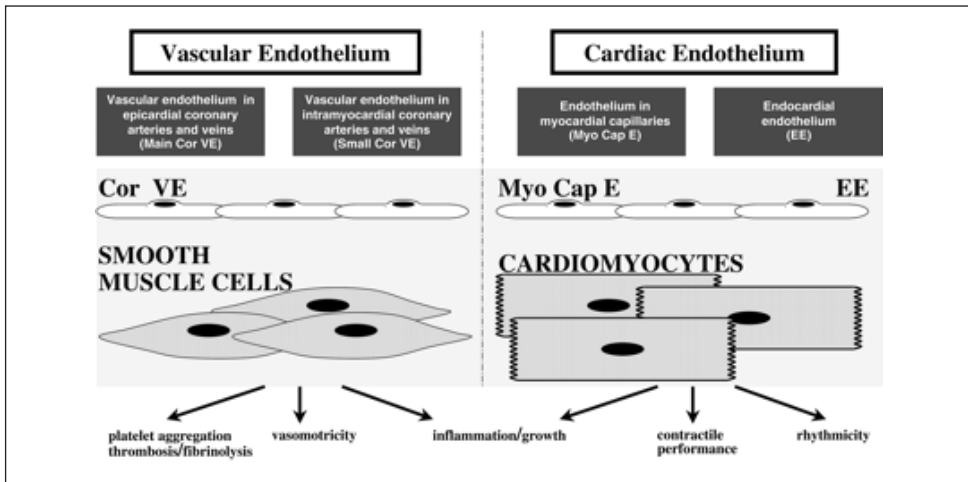 Vascular Endothelium
Cardiac Endothelium
Vascular endothelium in
epicardial coronary
arteries and veins
(Main Cor VE)
Vascular endothelium in
intramyocardial coronary
arteries and veins
(Small Cor VE)
Endothelium in
myocardial capillaries
(Myo Cap E)
Endocardial
endothelium
(EE)
Cor VE
Myo Cap E
EE
SMOOTH
MUSCLE CELLS
CARDIOMYOCYTES
platelet aggregation
thrombosis/fibrinolysis
vasomotricity
inflammation/growth
contractile
performance
rhythmicity